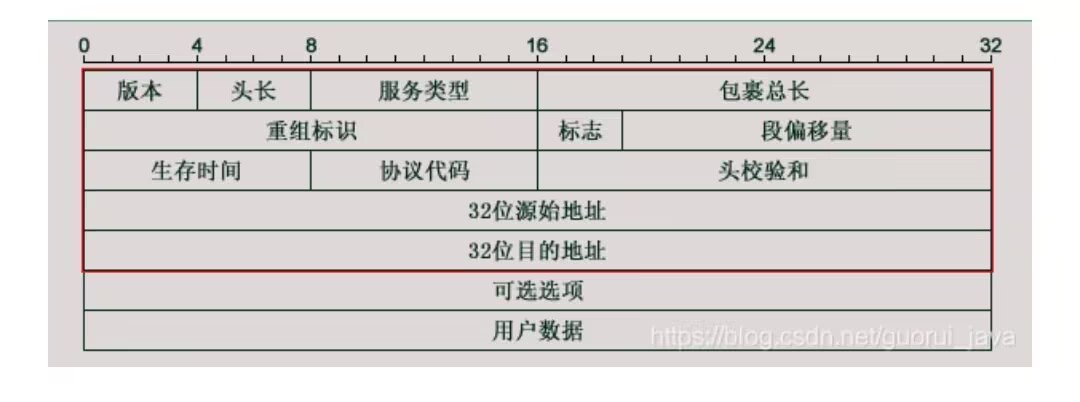 0 4 8 16 24 32
版本 头长 服务类型 包裹总长
重组标识 标志 段偏移量
生存时间 协议代码 头校验和
32位源始地址
32位目的地址
可选选项
用户数据
https://blog.csdn.net/guorui_java